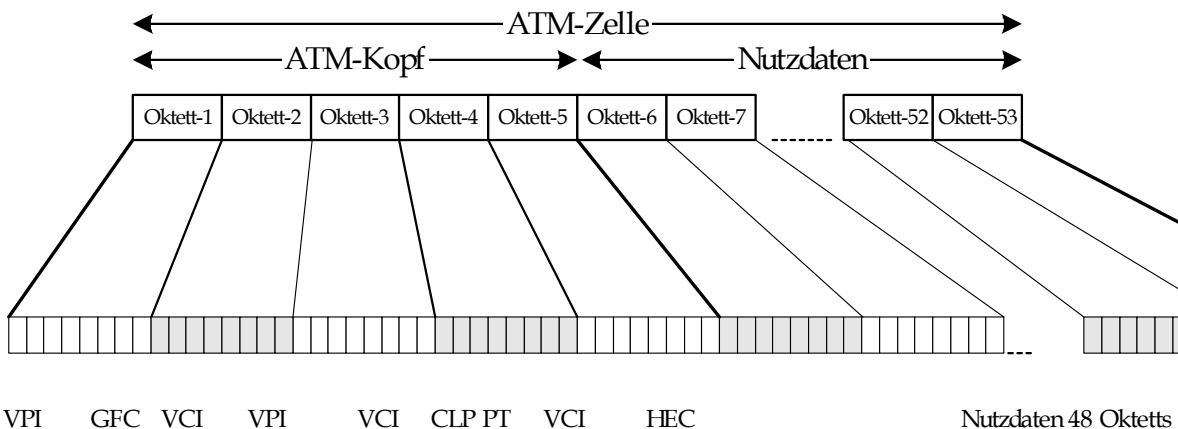 ATM-Zelle
ATM-Kopf Nutzdaten
Oktett-1 Oktett-2 Oktett-3 Oktett-4 Oktett-5 Oktett-6 Oktett-7 Oktett-52 Oktett-53
VPI GFC VCI VPI VCI CLP PT VCI HEC Nutzdaten 48 Oktetts